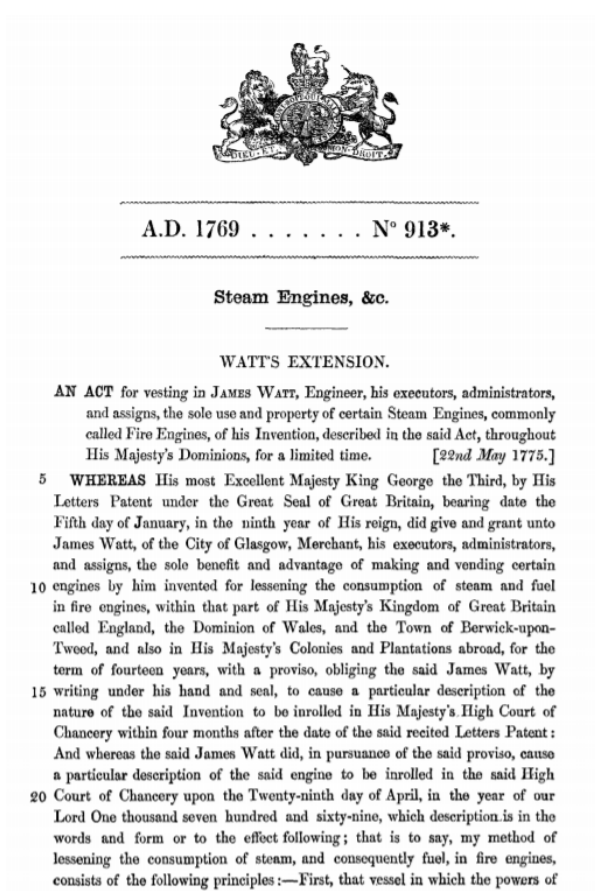 DIEU ET MON DROIT.
A.D. 1769 . . . . . . . . Nº 913*.
Steam Engines, &c.
WATT'S EXTENSION.
AN ACT for vesting in JAMES WATT, Engineer, his executors, administrators,
and assigns, the sole use and property of certain Steam Engines, commonly
called Fire Engines, of his Invention, described in the said Act, throughout
His Majesty's Dominions, for a limited time. [22nd May 1775.]
5 WHEREAS His most Excellent Majesty King George the Third, by His
Letters Patent under the Great Seal of Great Britain, bearing date the
Fifth day of January, in the ninth year of His reign, did give and grant unto
James Watt, of the City of Glasgow, Merchant, his executors, administrators,
and assigns, the sole benefit and advantage of making and vending certain
10 engines by him invented for lessening the consumption of steam and fuel
in fire engines, within that part of His Majesty's Kingdom of Great Britain
called England, the Dominion of Wales, and the Town of Berwick-upon-
Tweed, and also in His Majesty's Colonies and Plantations abroad, for the
term of fourteen years, with a proviso, obliging the said James Watt, by
15 writing under his hand and seal, to cause a particular description of the
nature of the said Invention to be inrolled in His Majesty's High Court of
Chancery within four months after the date of the said recited Letters Patent:
And whereas the said James Watt did, in pursuance of the said proviso, cause
a particular description of the said engine to be inrolled in the said High
20 Court of Chancery upon the Twenty-ninth day of April, in the year of our
Lord One thousand seven hundred and sixty-nine, which description is in the
words and form or to the effect following; that is to say, my method of
lessening the consumption of steam, and consequently fuel, in fire engines,
consists of the following principles:—First, that vessel in which the powers of